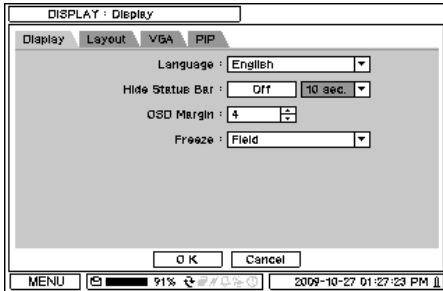 DISPLAY : Display
Display Layout VGA PIP
Language : English
Hide Status Bar : Off 10 sec.
OSD Margin : 4
Freeze : Field
OK Cancel
MENU 91% 2009-10-27 01:27:23 PM